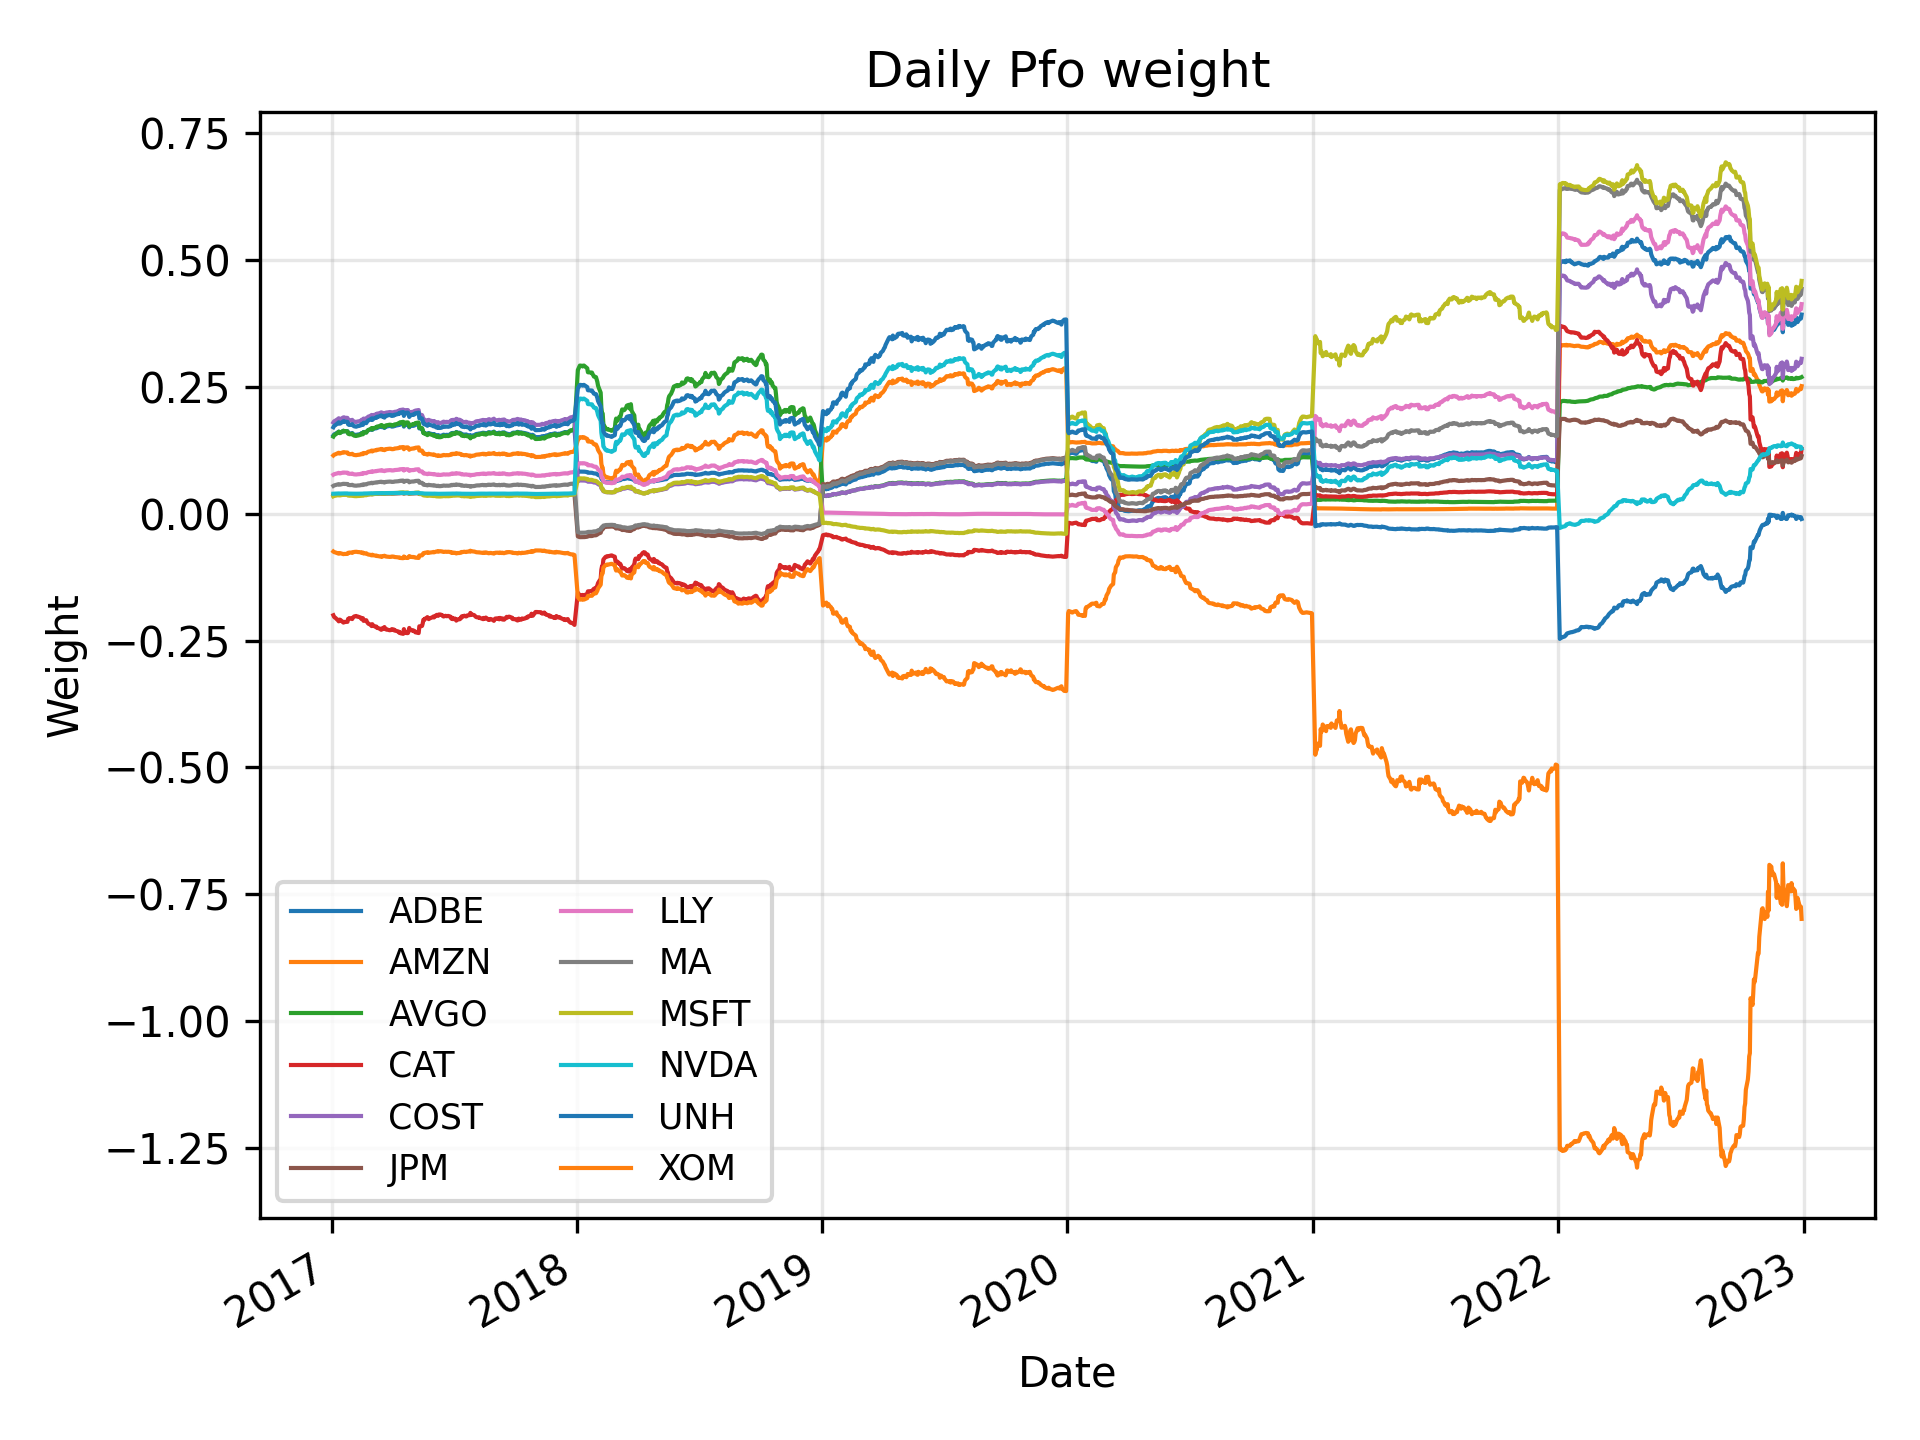 Daily Pfo weight
0.75
0.50
0.25
0.00
−0.25
−0.50
−0.75
−1.00
−1.25
Weight
ADBE
AMZN
AVGO
CAT
COST
JPM
LLY
MA
MSFT
NVDA
UNH
XOM
2017
2018
2019
2020
2021
2022
2023
Date